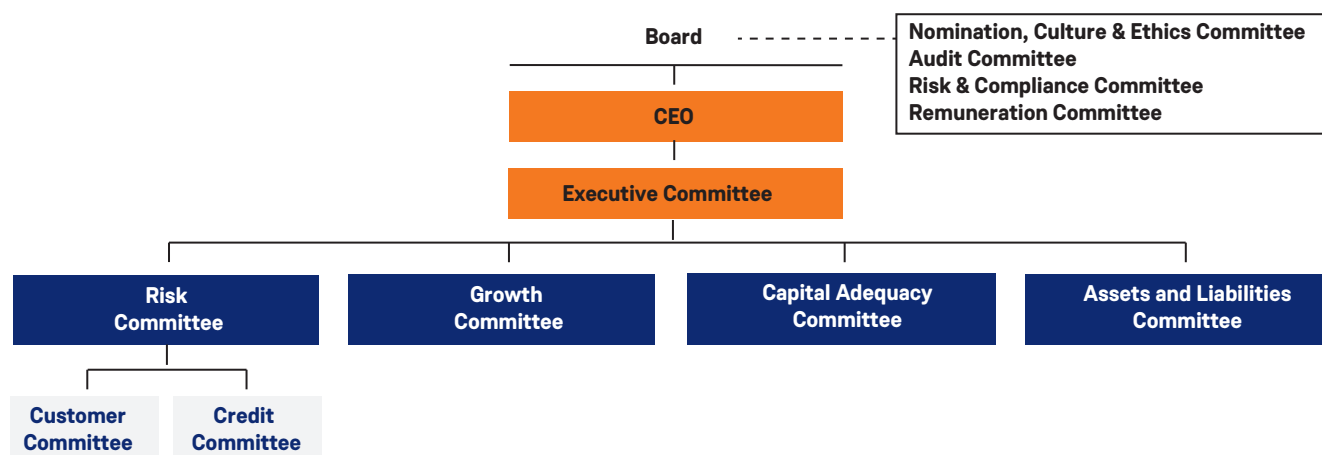 Board
Nomination, Culture & Ethics Committee
Audit Committee
Risk & Compliance Committee
Remuneration Committee
CEO
Executive Committee
Risk
Committee
Growth
Committee
Capital Adequacy
Committee
Assets and Liabilities
Committee
Customer
Committee
Credit
Committee